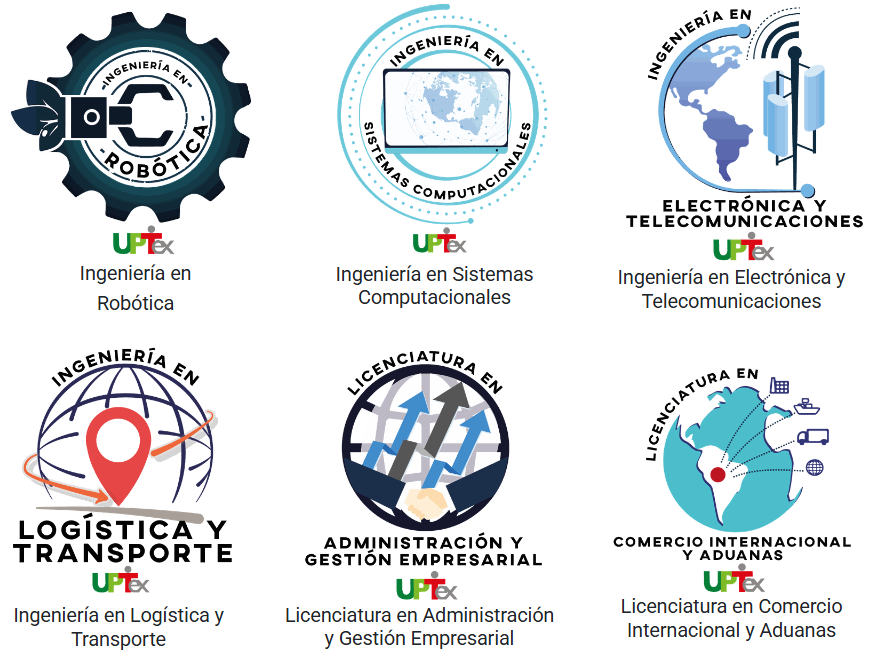 -INGENIERÍA EN-
-ROBÓTICA-
UPTex
Ingeniería en
Robótica
INGENIERÍA EN
SISTEMAS COMPUTACIONALES
UPTex
Ingeniería en Sistemas
Computacionales
INGENIERÍA EN
ELECTRÓNICA Y
TELECOMUNICACIONES
UPTex
Ingeniería en Electrónica y
Telecomunicaciones
INGENIERÍA EN
LOGÍSTICA Y
TRANSPORTE
UPTex
Ingeniería en Logística y
Transporte
LICENCIATURA EN
ADMINISTRACIÓN Y
GESTIÓN EMPRESARIAL
UPTex
Licenciatura en Administración
y Gestión Empresarial
LICENCIATURA EN
COMERCIO INTERNACIONAL
Y ADUANAS
UPTex
Licenciatura en Comercio
Internacional y Aduanas